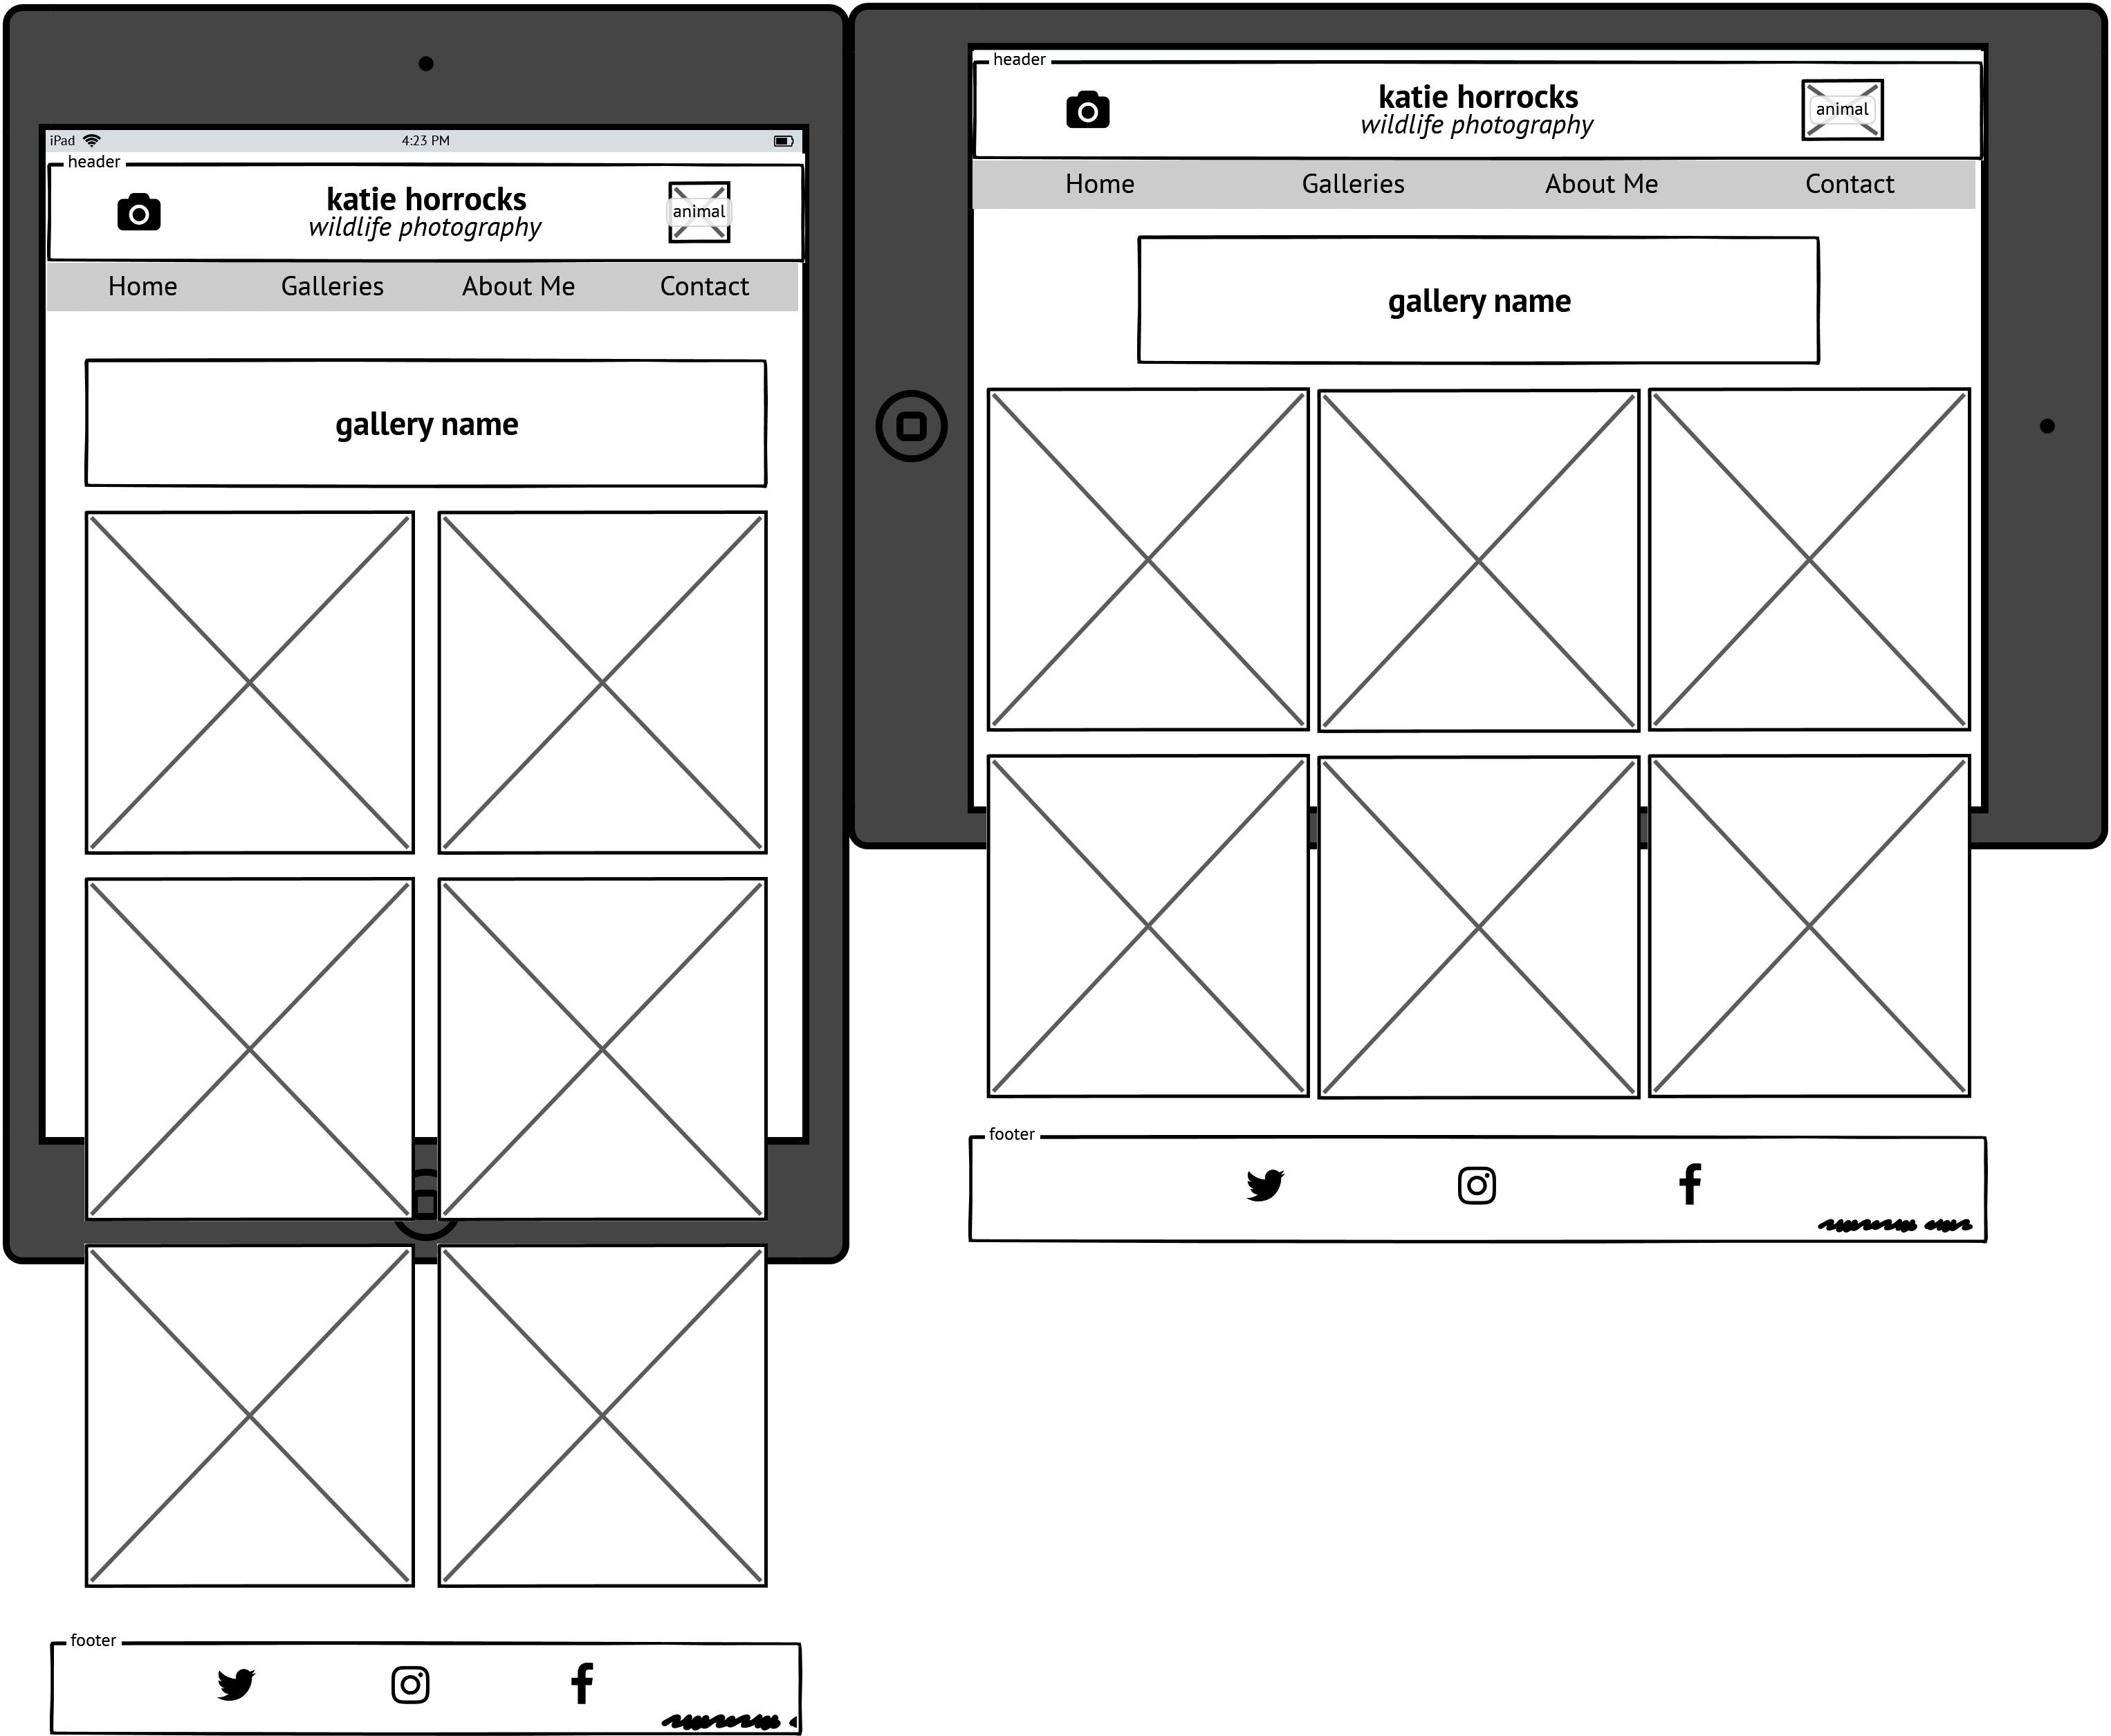 iPad
4:23 PM
header
katie horrocks
wildlife photography
animal
Home Galleries About Me Contact
gallery name
footer
header
katie horrocks
wildlife photography
animal
Home Galleries About Me Contact
gallery name
footer